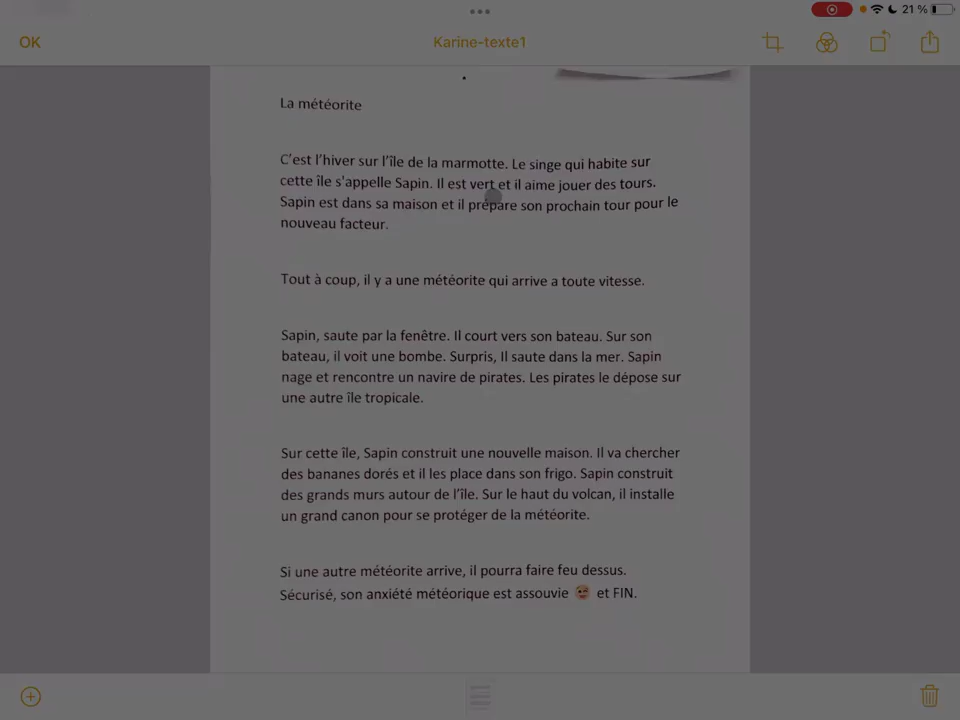 21 %
OK
Karine-texte1
La météorite
C'est l'hiver sur l'île de la marmotte. Le singe qui habite sur
cette île s'appelle Sapin. Il est vert et il aime jouer des tours.
Sapin est dans sa maison et il prépare son prochain tour pour le
nouveau facteur.
Tout à coup, il y a une météorite qui arrive a toute vitesse.
Sapin, saute par la fenêtre. Il court vers son bateau. Sur son
bateau, il voit une bombe. Surpris, Il saute dans la mer. Sapin
nage et rencontre un navire de pirates. Les pirates le dépose sur
une autre île tropicale.
Sur cette île, Sapin construit une nouvelle maison. Il va chercher
des bananes dorés et il les place dans son frigo. Sapin construit
des grands murs autour de l'île. Sur le haut du volcan, il installe
un grand canon pour se protéger de la météorite.
Si une autre météorite arrive, il pourra faire feu dessus.
Sécurisé, son anxiété météorique est assouvie 😅 et FIN.